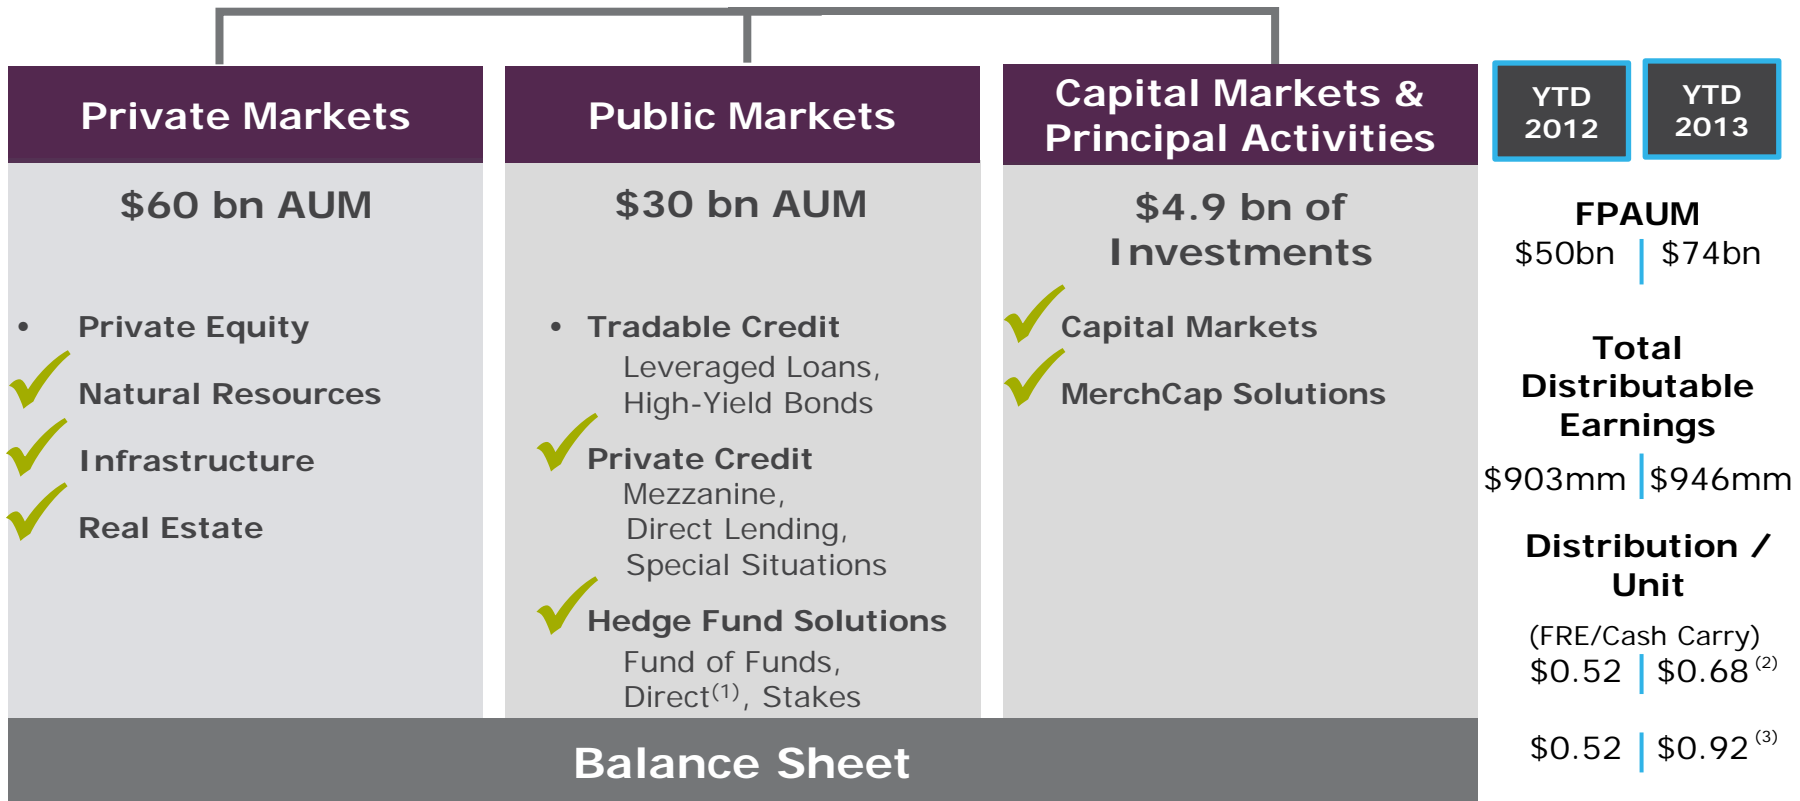 Private Markets
$60 bn AUM
• Private Equity
Natural Resources
Infrastructure
Real Estate
Public Markets
$30 bn AUM
• Tradable Credit
Leveraged Loans,
High-Yield Bonds
Private Credit
Mezzanine,
Direct Lending,
Special Situations
Hedge Fund Solutions
Fund of Funds,
Direct(1), Stakes
Capital Markets &
Principal Activities
$4.9 bn of
Investments
Capital Markets
MerchCap Solutions
Balance Sheet
YTD
2012
YTD
2013
FPAUM
$50bn $74bn
Total
Distributable
Earnings
$903mm $946mm
Distribution /
Unit
(FRE/Cash Carry)
$0.52 $0.68 (2)
$0.52 $0.92 (3)